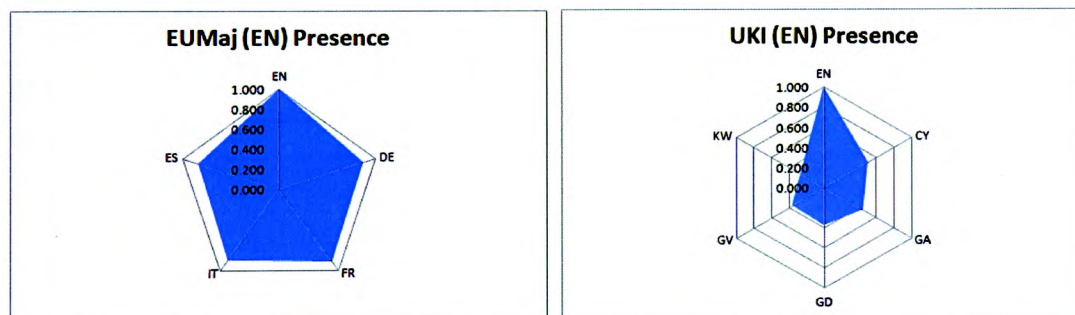 EUMaj (EN) Presence
EN
1.000
0.800
0.600
0.400
0.200
0.000
ES
DE
IT
FR
UKI (EN) Presence
EN
1.000
0.800
0.600
0.400
0.200
0.000
KW
CY
GV
GA
GD